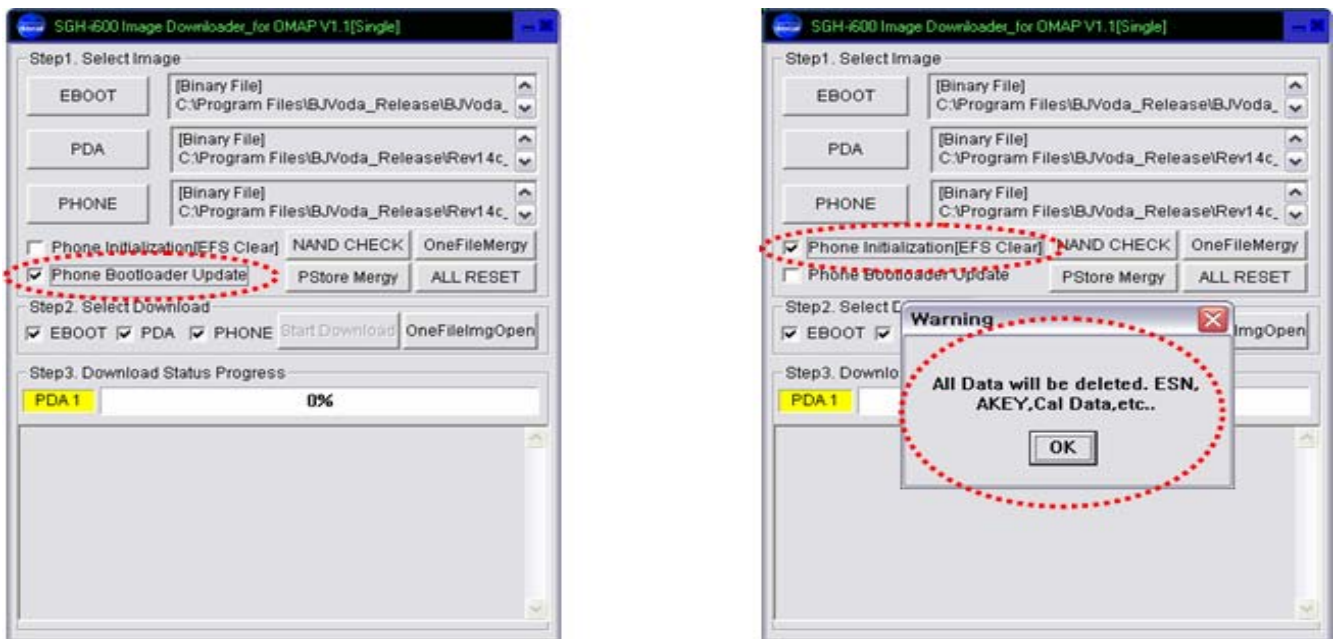 SGH-i600 Image Downloader_for OMAP V1.1[Single]
Step1. Select Image
EBOOT
[Binary File]
C:\Program Files\BJVoda_Release\BJVoda_
PDA
[Binary File]
C:\Program Files\BJVoda_Release\Rev14c_
PHONE
[Binary File]
C:\Program Files\BJVoda_Release\Rev14c_
Phone Initialization[EFS Clear] NAND CHECK OneFileMergy
Phone Bootloader Update PStore Mergy ALL RESET
Step2. Select Download
EBOOT PDA PHONE Start Download OneFileImgOpen
Step3. Download Status Progress
PDA 1 0%
SGH-i600 Image Downloader_for OMAP V1.1[Single]
Step1. Select Image
EBOOT
[Binary File]
C:\Program Files\BJVoda_Release\BJVoda_
PDA
[Binary File]
C:\Program Files\BJVoda_Release\Rev14c_
PHONE
[Binary File]
C:\Program Files\BJVoda_Release\Rev14c_
Phone Initialization[EFS Clear] NAND CHECK OneFileMergy
Phone Bootloader Update PStore Mergy ALL RESET
Step2. Select D
EBOOT ImgOpen
Step3. Downlo
PDA 1
Warning
All Data will be deleted. ESN,
AKEY,Cal Data,etc..
OK